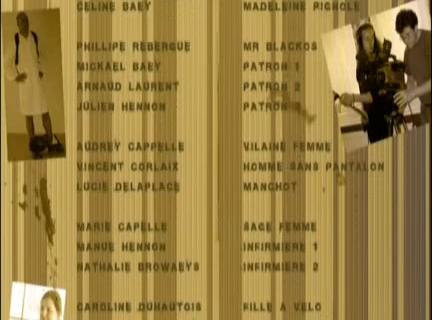 CELINE BAEY MADELEINE PIGNOLE
PHILLIPE REBERGUE MR BLACKOS
MICKAEL BAEY PATRON 1
ARNAUD LAURENT PATRON 2
JULIEN HENNON PATRON
AUDREY CAPPELLE VILAINE FEMME
VINCENT CORLAIX HOMME SANS PANTALON
LUCIE DELAPLACE MANCHOT
MARIE CAPELLE SAGE FEMME
MANUE HENNON INFIRMIERE 1
NATHALIE BROWAEYS INFIRMIERE 2
CAROLINE DUHAUTOIS FILLE A VELO